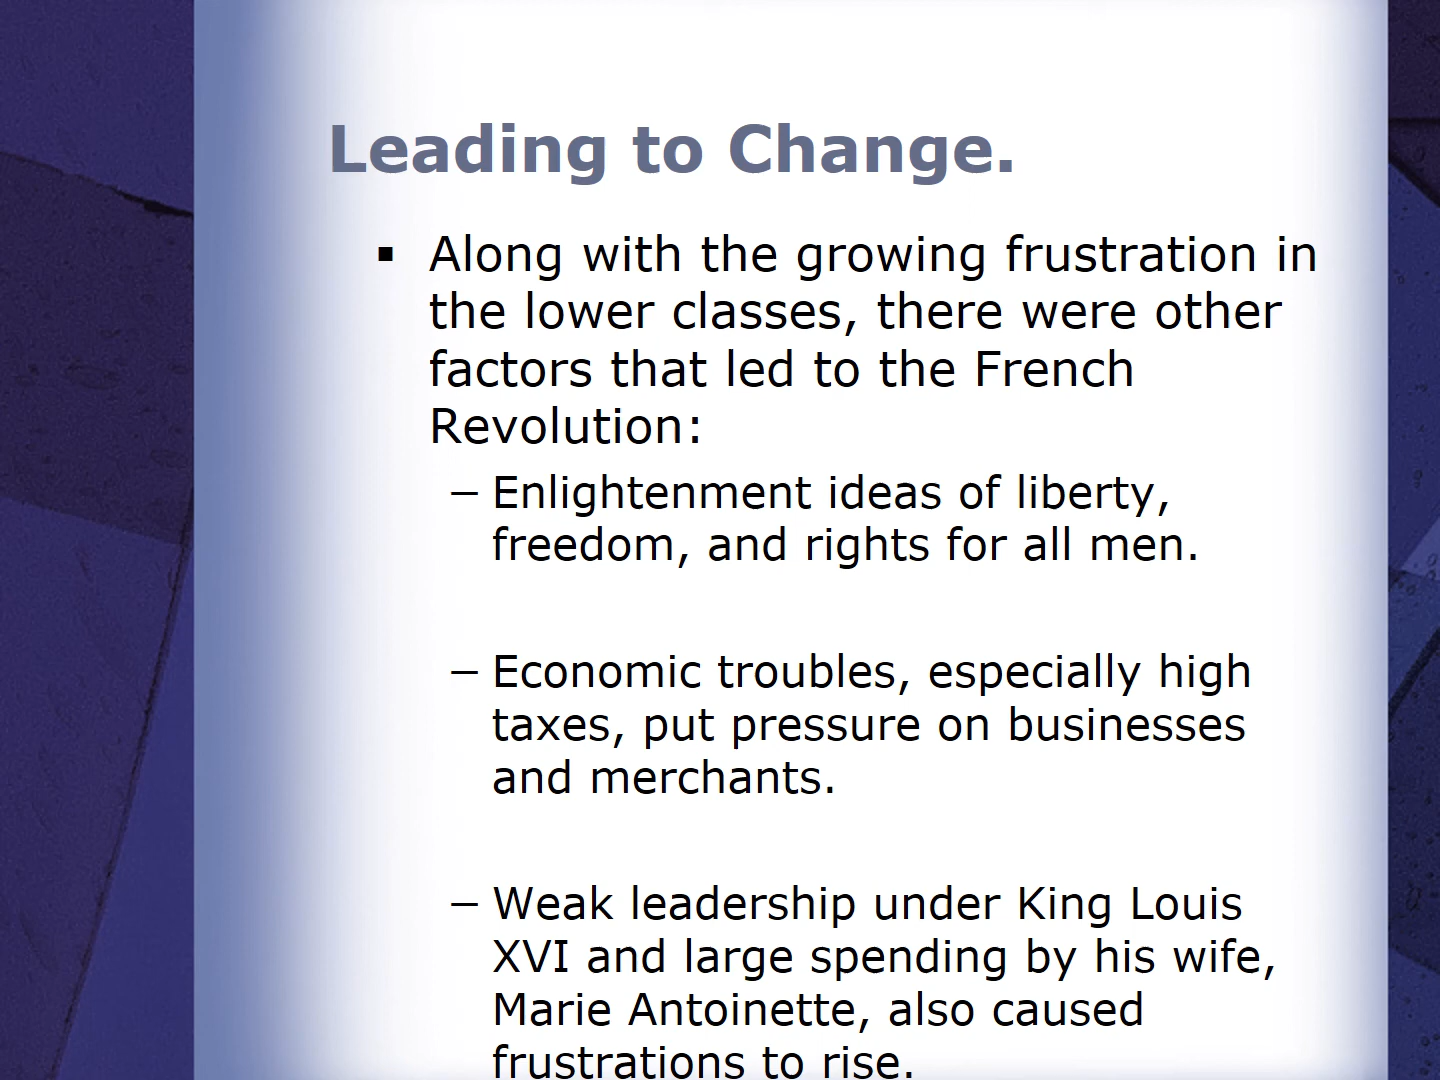 Leading to Change.
▪ Along with the growing frustration in
the lower classes, there were other
factors that led to the French
Revolution:
– Enlightenment ideas of liberty,
freedom, and rights for all men.
– Economic troubles, especially high
taxes, put pressure on businesses
and merchants.
– Weak leadership under King Louis
XVI and large spending by his wife,
Marie Antoinette, also caused
frustrations to rise.